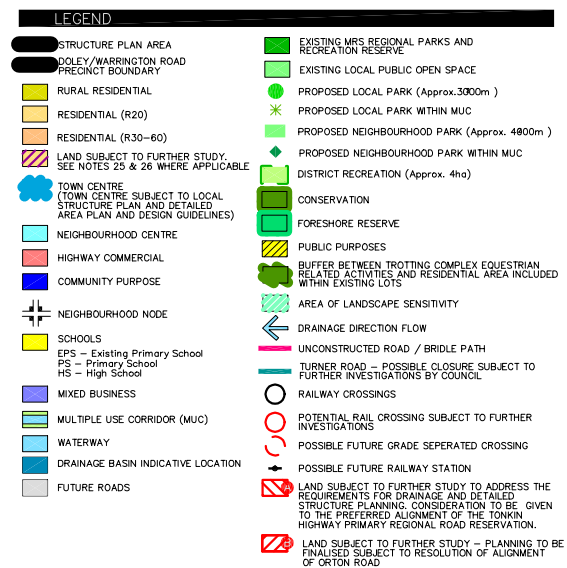 LEGEND
STRUCTURE PLAN AREA
DOLEY/WARRINGTON ROAD
PRECINCT BOUNDARY
RURAL RESIDENTIAL
RESIDENTIAL (R20)
RESIDENTIAL (R30-60)
LAND SUBJECT TO FURTHER STUDY.
SEE NOTES 25 & 26 WHERE APPLICABLE
TOWN CENTRE
(TOWN CENTRE SUBJECT TO LOCAL
STRUCTURE PLAN AND DETAILED
AREA PLAN AND DESIGN GUIDELINES)
NEIGHBOURHOOD CENTRE
HIGHWAY COMMERCIAL
COMMUNITY PURPOSE
NEIGHBOURHOOD NODE
SCHOOLS
EPS - Existing Primary School
PS - Primary School
HS - High School
MIXED BUSINESS
MULTIPLE USE CORRIDOR (MUC)
WATERWAY
DRAINAGE BASIN INDICATIVE LOCATION
FUTURE ROADS
EXISTING MRS REGIONAL PARKS AND
RECREATION RESERVE
EXISTING LOCAL PUBLIC OPEN SPACE
PROPOSED LOCAL PARK (Approx.3000m )
PROPOSED LOCAL PARK WITHIN MUC
PROPOSED NEIGHBOURHOOD PARK (Approx. 4000m )
PROPOSED NEIGHBOURHOOD PARK WITHIN MUC
DISTRICT RECREATION (Approx. 4ha)
CONSERVATION
FORESHORE RESERVE
PUBLIC PURPOSES
BUFFER BETWEEN TROTTING COMPLEX EQUESTRIAN
RELATED ACTIVITIES AND RESIDENTIAL AREA INCLUDED
WITHIN EXISTING LOTS
AREA OF LANDSCAPE SENSITIVITY
DRAINAGE DIRECTION FLOW
UNCONSTRUCTED ROAD / BRIDLE PATH
TURNER ROAD - POSSIBLE CLOSURE SUBJECT TO
FURTHER INVESTIGATIONS BY COUNCIL
RAILWAY CROSSINGS
POTENTIAL RAIL CROSSING SUBJECT TO FURTHER
INVESTIGATIONS
POSSIBLE FUTURE GRADE SEPERATED CROSSING
POSSIBLE FUTURE RAILWAY STATION
A LAND SUBJECT TO FURTHER STUDY TO ADDRESS THE
REQUIREMENTS FOR DRAINAGE AND DETAILED
STRUCTURE PLANNING. CONSIDERATION TO BE GIVEN
TO THE PREFERRED ALIGNMENT OF THE TONKIN
HIGHWAY PRIMARY REGIONAL ROAD RESERVATION.
B LAND SUBJECT TO FURTHER STUDY - PLANNING TO BE
FINALISED SUBJECT TO RESOLUTION OF ALIGNMENT
OF ORTON ROAD